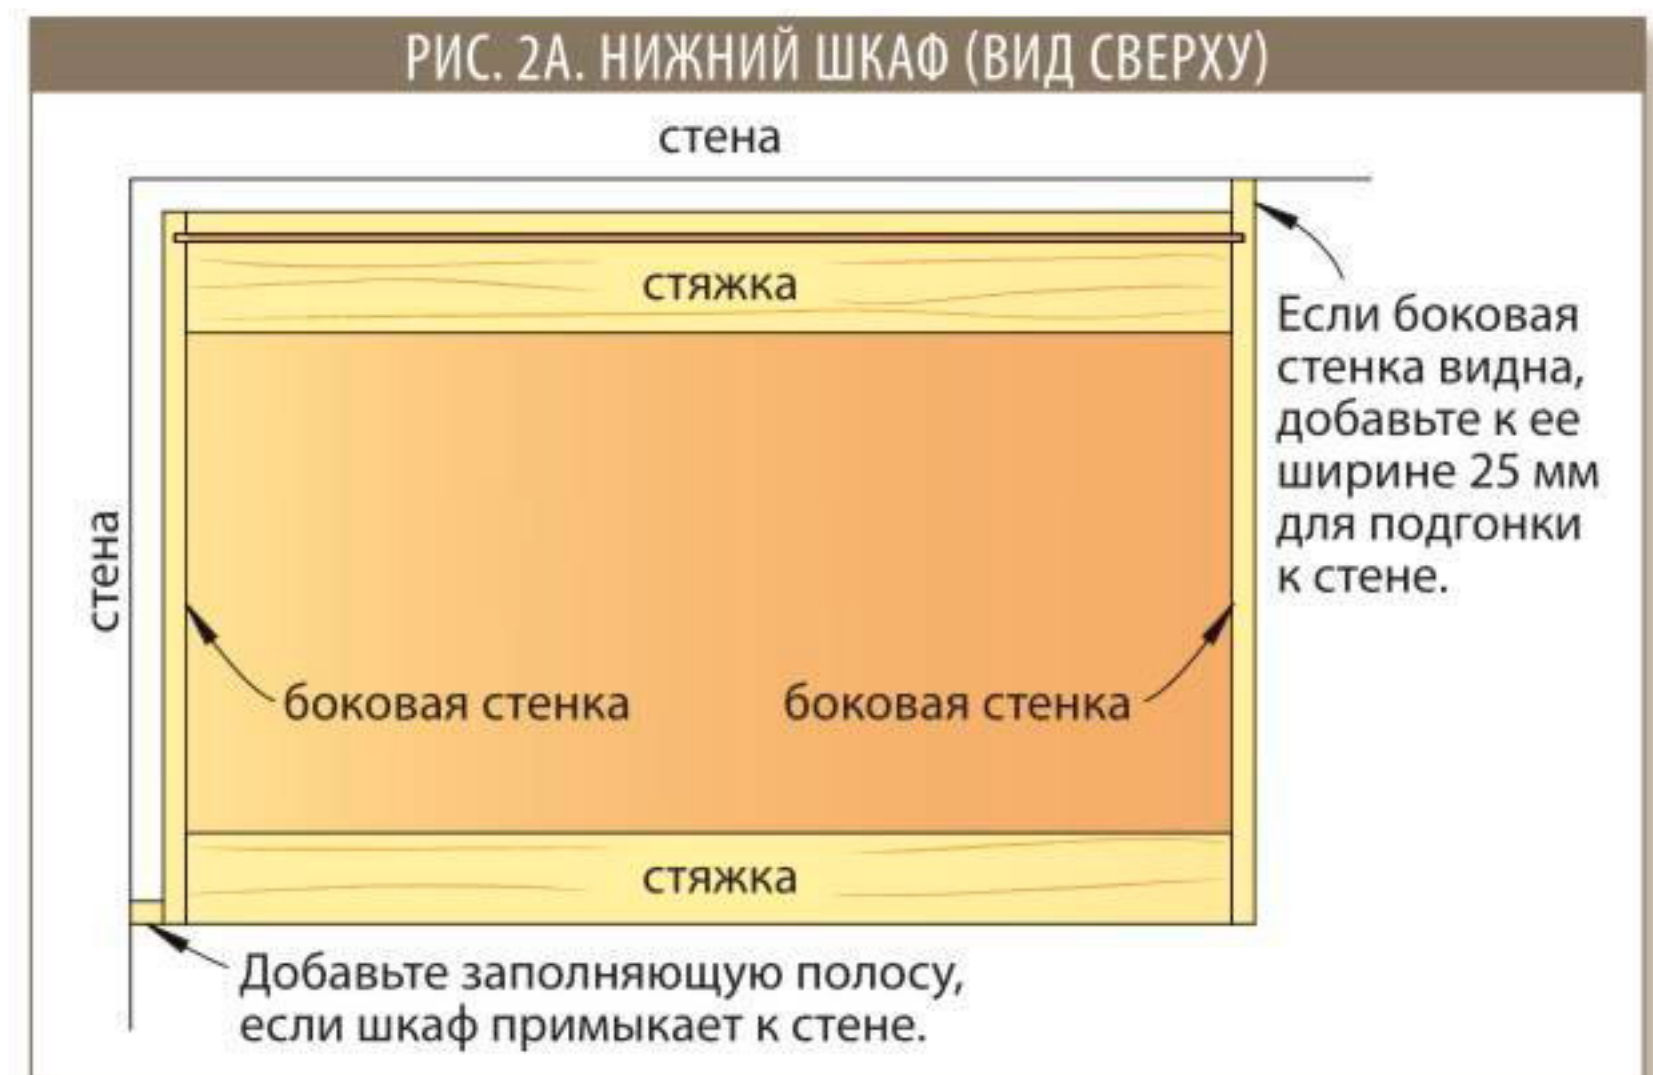 РИС. 2А. НИЖНИЙ ШКАФ (ВИД СВЕРХУ)
стена
стяжка
Если боковая
стенка видна,
добавьте к ее
ширине 25 мм
для подгонки
к стене.
стена
боковая стенка
боковая стенка
стяжка
Добавьте заполняющую полосу,
если шкаф примыкает к стене.